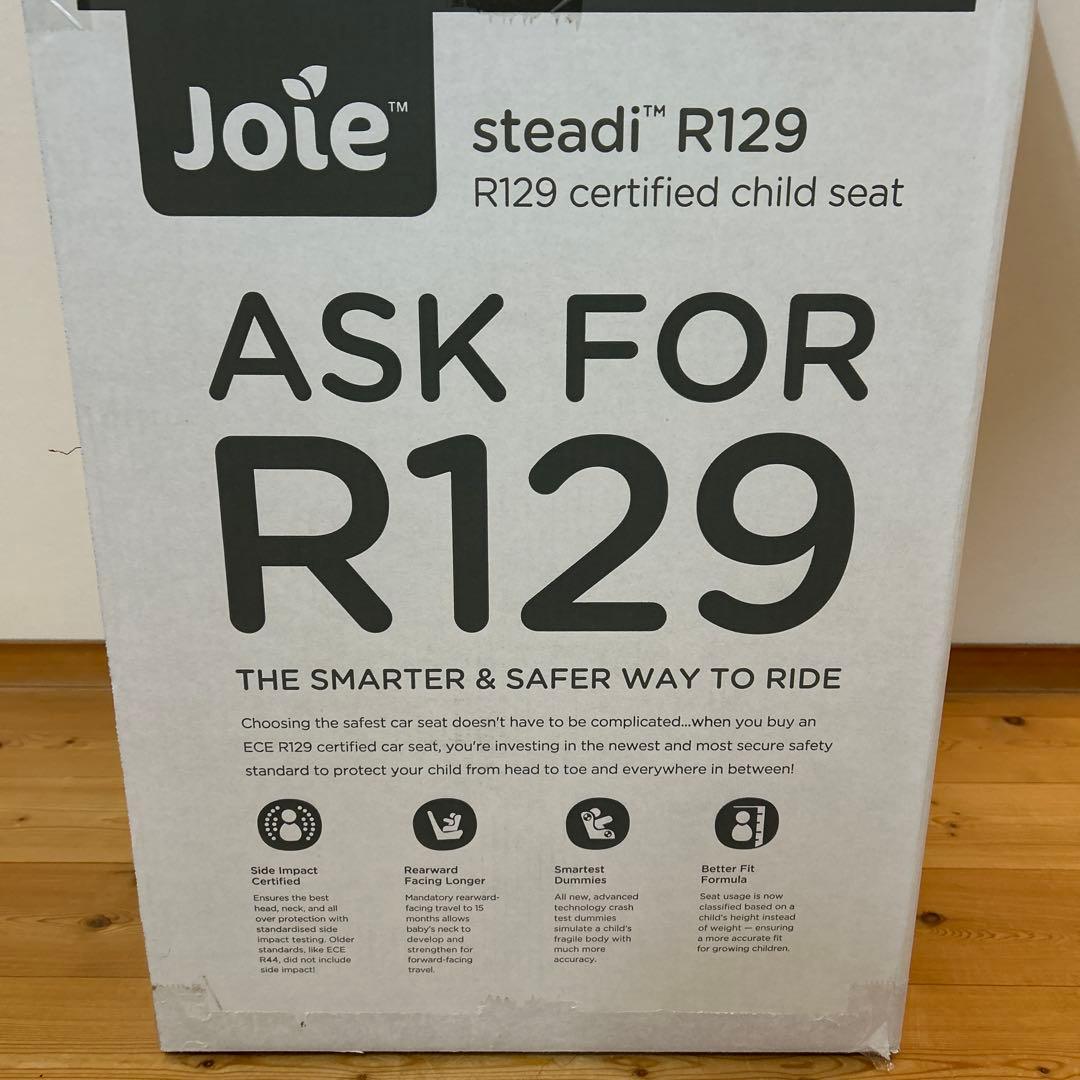 Joie™
steadi™ R129
R129 certified child seat
ASK FOR
R129
THE SMARTER & SAFER WAY TO RIDE
Choosing the safest car seat doesn't have to be complicated...when you buy an
ECE R129 certified car seat, you're investing in the newest and most secure safety
standard to protect your child from head to toe and everywhere in between!
Side Impact
Certified
Ensures the best
head, neck, and all
over protection with
standardised side
impact testing. Older
standards, like ECE
R44, did not include
side impact!
Rearward
Facing Longer
Mandatory rearward-
facing travel to 15
months allows
baby's neck to
develop and
strengthen for
forward-facing
travel.
Smartest
Dummies
All new, advanced
technology crash
test dummies
simulate a child's
fragile body with
much more
accuracy.
Better Fit
Formula
Seat usage is now
classified based on a
child's height instead
of weight — ensuring
a more accurate fit
for growing children.